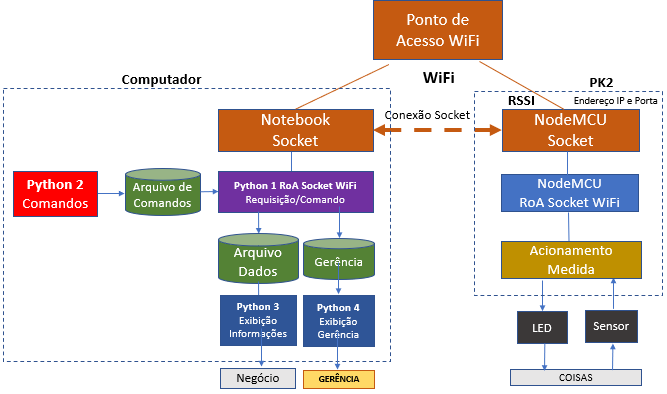 Ponto de
Acesso WiFi
WiFi
Computador
PK2
RSSI
Endereço IP e Porta
Notebook
Socket
Conexão Socket
NodeMCU
Socket
Python 2
Comandos
Arquivo de
Comandos
Python 1 RoA Socket WiFi
Requisição/Comando
NodeMCU
RoA Socket WiFi
Arquivo
Dados
Gerência
Acionamento
Medida
Python 3
Exibição
Informações
Python 4
Exibição
Gerência
LED
Sensor
Negócio
GERÊNCIA
COISAS